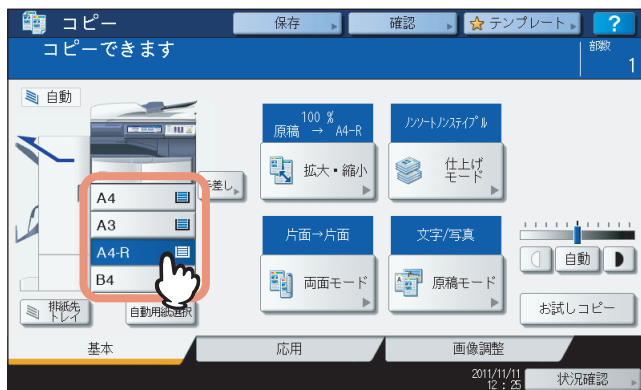 コピー
保存
確認
テンプレート
?
コピーできます
部数
1
自動
差し
A4
A3
A4-R
B4
排紙先
トレイ
自動用紙選択
100 %
原稿 → A4-R
拡大・縮小
ノンソートノンステイプル
仕上げ
モード
片面→片面
両面モード
文字/写真
原稿モード
自動
お試しコピー
基本
応用
画像調整
2011/11/11
12 : 25
状況確認